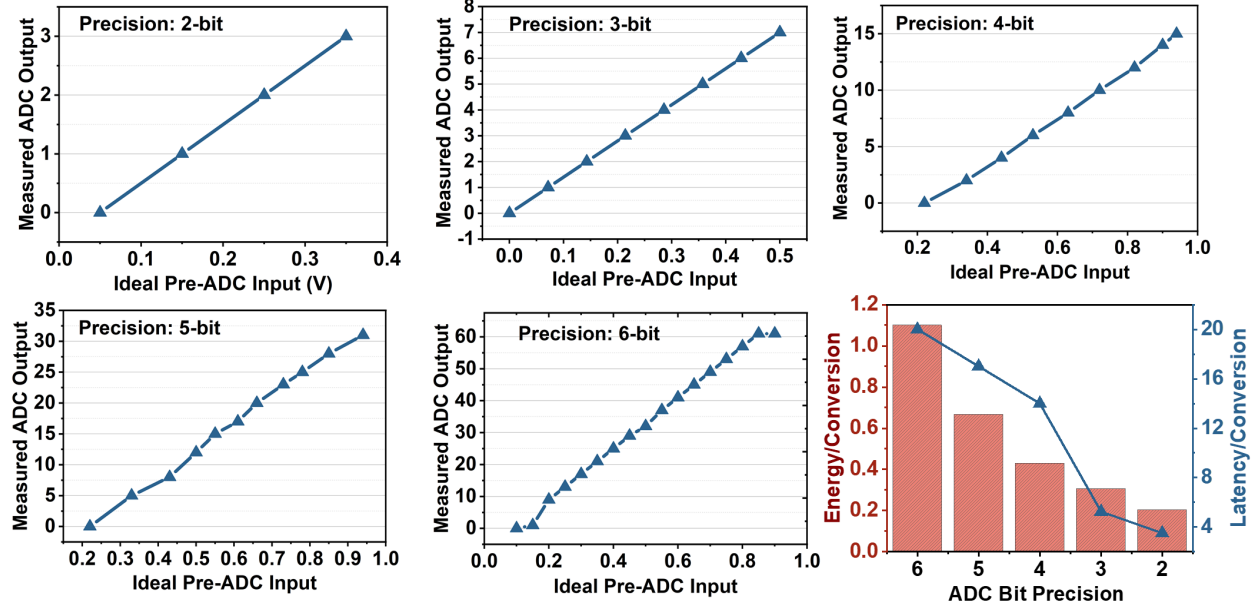 Precision: 2-bit
Measured ADC Output
3
2
1
0
0.0 0.1 0.2 0.3 0.4
Ideal Pre-ADC Input (V)
Precision: 3-bit
Measured ADC Output
8
7
6
5
4
3
2
1
0
-1
0.0 0.1 0.2 0.3 0.4 0.5
Ideal Pre-ADC Input
Precision: 4-bit
Measured ADC Output
15
10
5
0
0.2 0.4 0.6 0.8 1.0
Ideal Pre-ADC Input
Precision: 5-bit
Measured ADC Output
35
30
25
20
15
10
5
0
0.2 0.3 0.4 0.5 0.6 0.7 0.8 0.9 1.0
Ideal Pre-ADC Input
Precision: 6-bit
Measured ADC Output
60
50
40
30
20
10
0
0.0 0.2 0.4 0.6 0.8 1.0
Ideal Pre-ADC Input
Energy/Conversion
1.2
1.0
0.8
0.6
0.4
0.2
0.0
20
16
12
8
4
Latency/Conversion
6 5 4 3 2
ADC Bit Precision